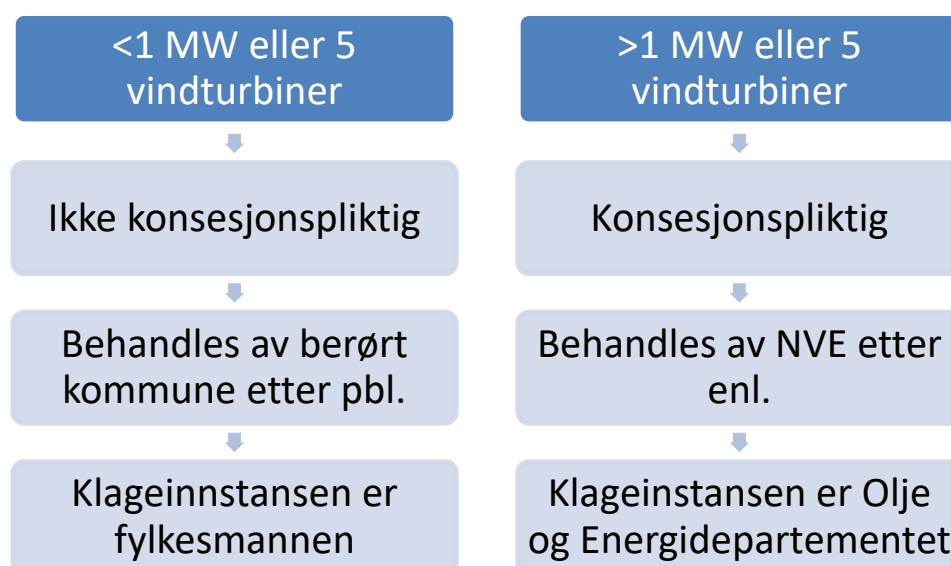 <1 MW eller 5
vindturbiner
Ikke konsesjonspliktig
Behandles av berørt
kommune etter pbl.
Klageinnstansen er
fylkesmannen
>1 MW eller 5
vindturbiner
Konsesjonspliktig
Behandles av NVE etter
enl.
Klageinstansen er Olje
og Energidepartementet